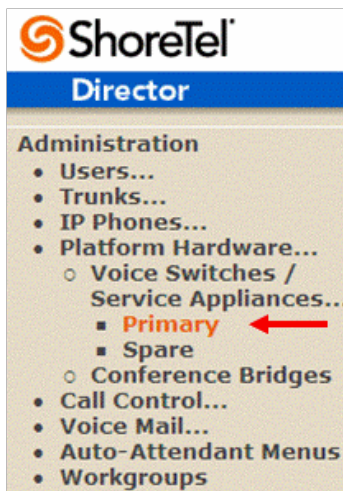 ShoreTel
Director
Administration
Users...
Trunks...
IP Phones...
Platform Hardware...
Voice Switches /
Service Appliances...
Primary
Spare
Conference Bridges
Call Control...
Voice Mail...
Auto-Attendant Menus
Workgroups